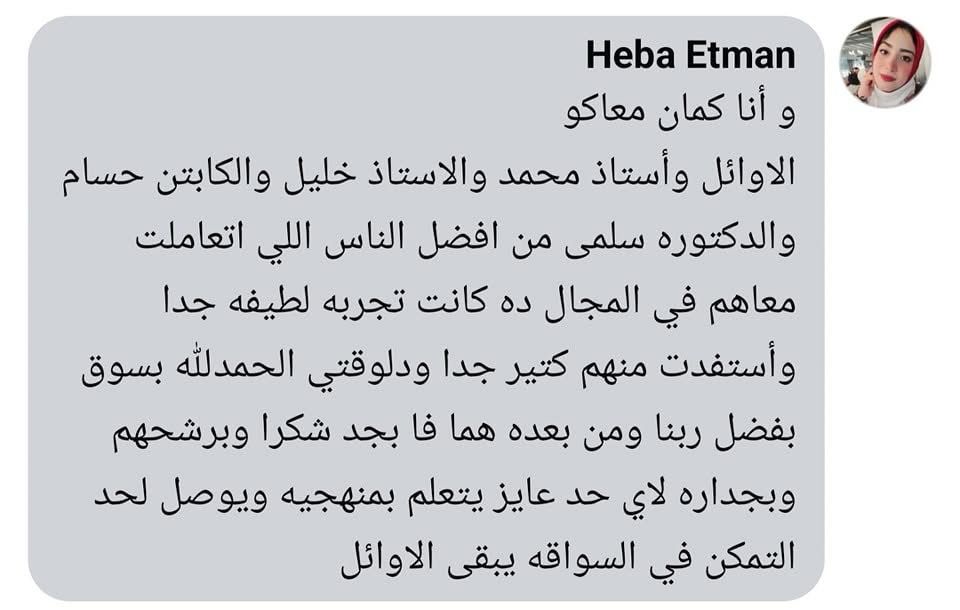 Heba Etman
و أنا كمان معاكو
الاوائل وأستاذ محمد والاستاذ خليل والكابتن حسام
والدكتوره سلمى من افضل الناس اللي اتعاملت
معاهم في المجال ده كانت تجربه لطيفه جدا
وأستفدت منهم كتير جدا ودلوقتي الحمدلله بسوق
بفضل ربنا ومن بعده هما فا بجد شكرا وبرشحهم
وبجداره لاي حد عايز يتعلم بمنهجيه ويوصل لحد
التمكن في السواقه يبقى الاوائل